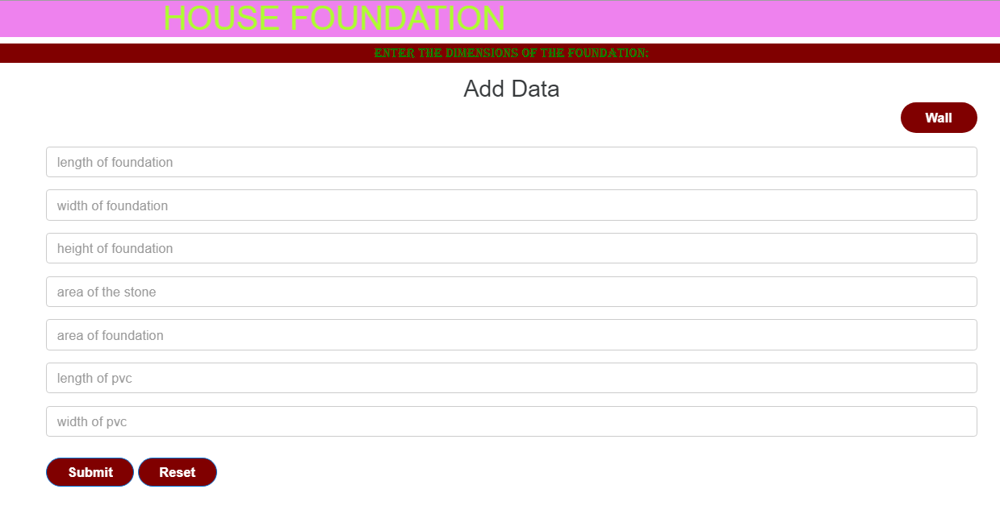 HOUSE FOUNDATION
ENTER THE DIMENSIONS OF THE FOUNDATION:
Add Data
Wall
length of foundation
width of foundation
height of foundation
area of the stone
area of foundation
length of pvc
width of pvc
Submit Reset